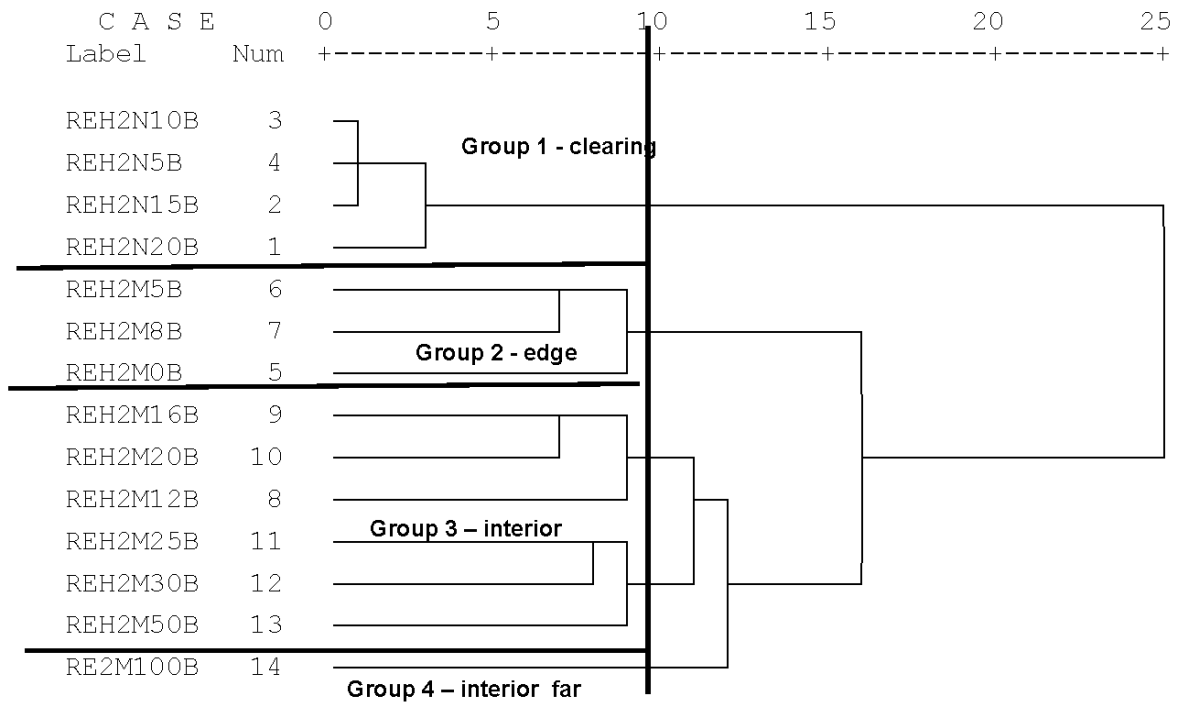 C A S E 0 5 10 15 20 25
Label Num +---------+---------+---------+---------+---------+
REH2N10B 3
Group 1 - clearing
REH2N5B 4
REH2N15B 2
REH2N20B 1
REH2M5B 6
REH2M8B 7
Group 2 - edge
REH2M0B 5
REH2M16B 9
REH2M20B 10
REH2M12B 8
Group 3 – interior
REH2M25B 11
REH2M30B 12
REH2M50B 13
RE2M100B 14
Group 4 – interior far